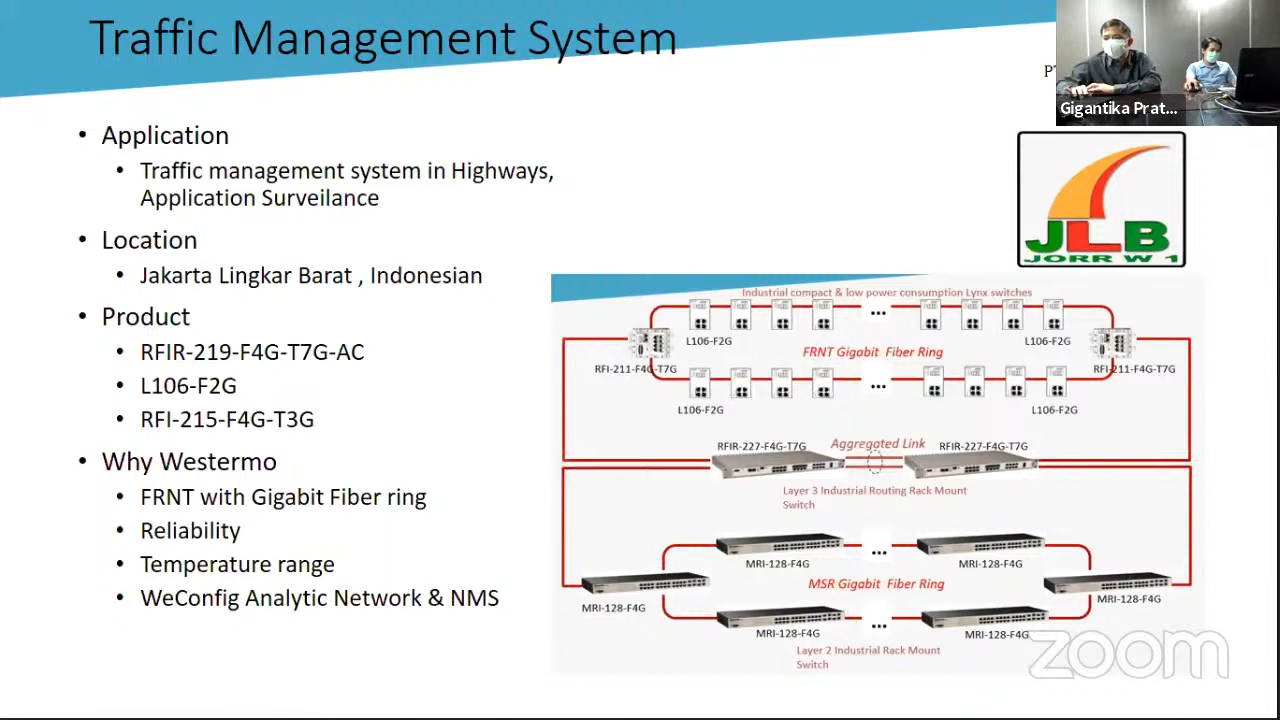 Traffic Management System
PT
Gigantika Prat...
• Application
• Traffic management system in Highways,
Application Surveilance
• Location
• Jakarta Lingkar Barat , Indonesian
• Product
• RFIR-219-F4G-T7G-AC
• L106-F2G
• RFI-215-F4G-T3G
• Why Westermo
• FRNT with Gigabit Fiber ring
• Reliability
• Temperature range
• WeConfig Analytic Network & NMS
JLB
JORR W 1
Industrial compact & low power consumption Lynx switches
...
L106-F2G
L106-F2G
FRNT Gigabit Fiber Ring
RFI-211-F4G-T7G
RFI-211-F4G-T7G
...
L106-F2G
L106-F2G
RFIR-227-F4G-T7G
Aggregated Link
RFIR-227-F4G-T7G
Layer 3 Industrial Routing Rack Mount
Switch
...
MRI-128-F4G
MRI-128-F4G
MSR Gigabit Fiber Ring
MRI-128-F4G
MRI-128-F4G
...
MRI-128-F4G
MRI-128-F4G
Layer 2 Industrial Rack Mount
Switch
zoom